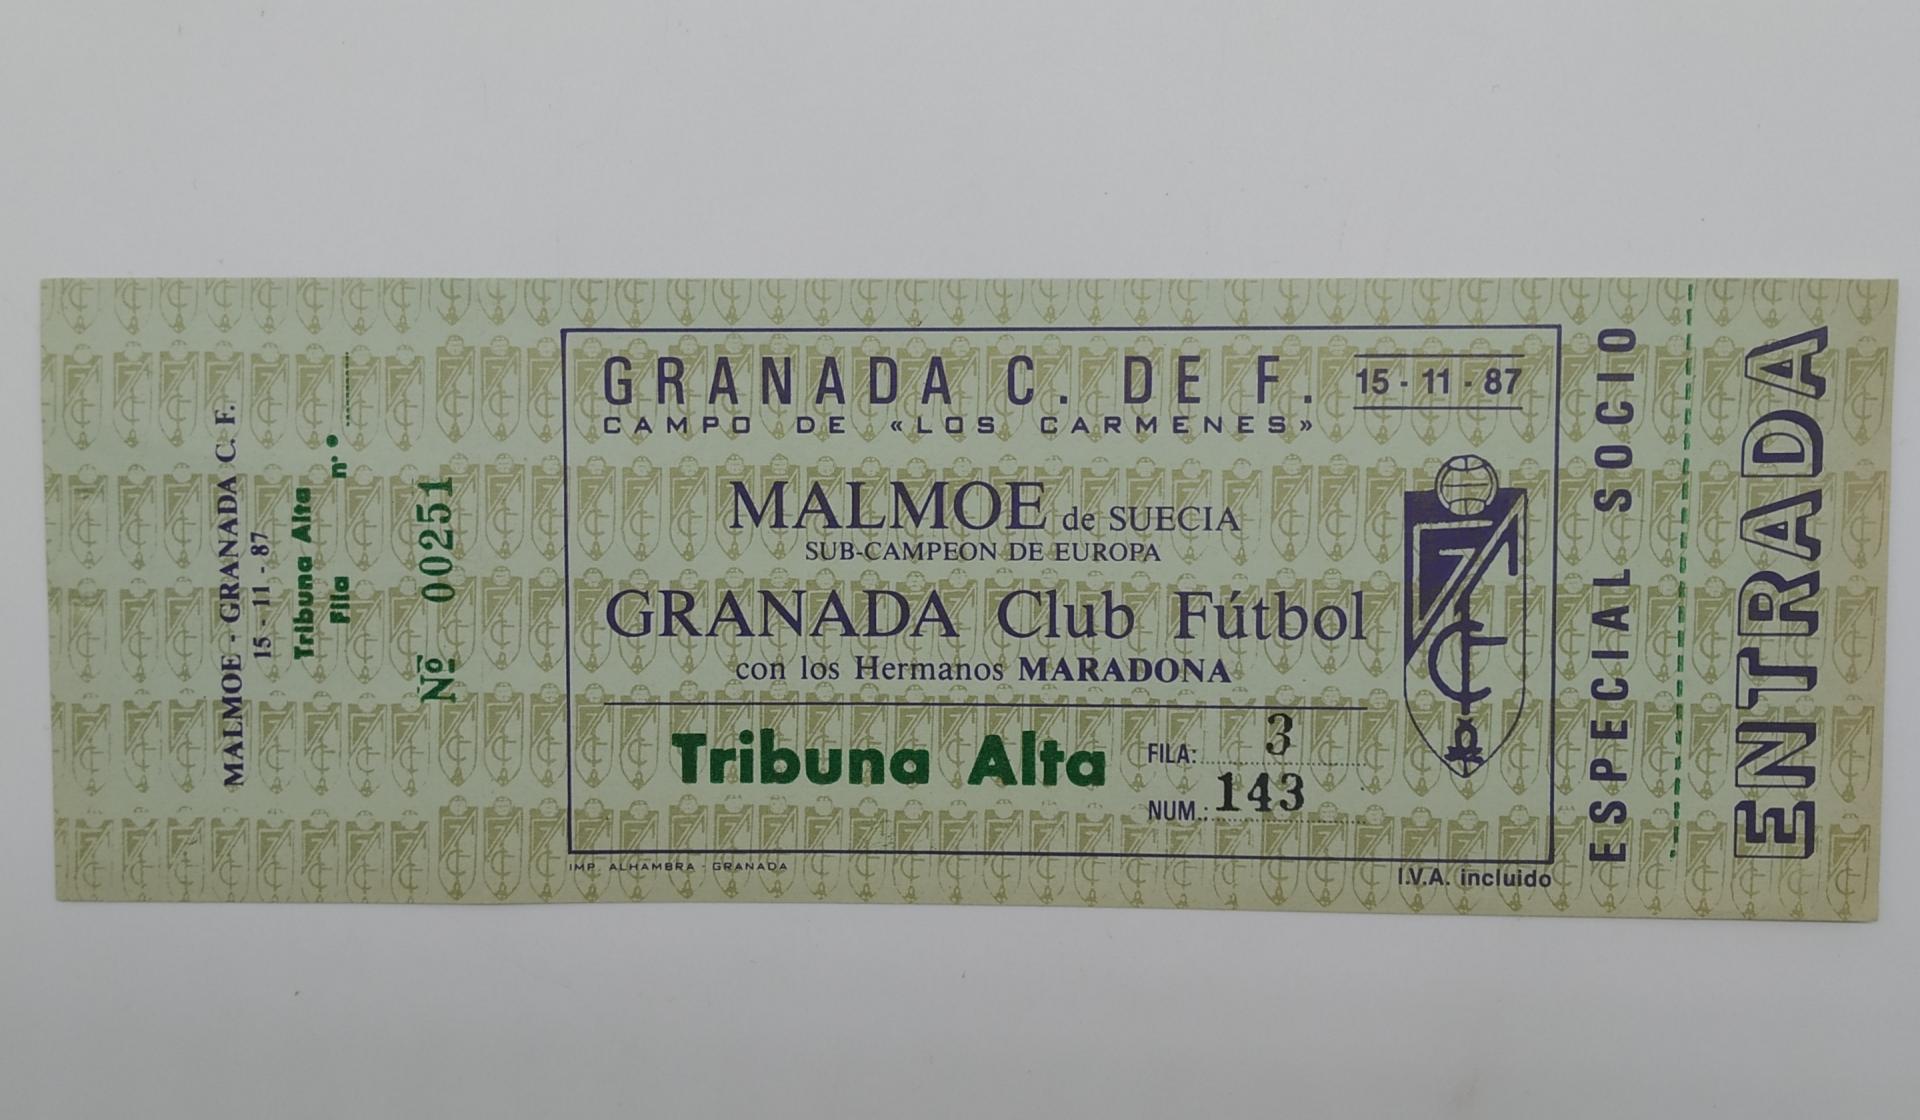 MALMOE - GRANADA C. F.
15 - 11 - 87
Tribuna Alta
Fila n.º
Nº 00251
GRANADA C. DE F.
15 - 11 - 87
CAMPO DE «LOS CARMENES»
MALMOE de SUECIA
SUB-CAMPEON DE EUROPA
GRANADA Club Fútbol
con los Hermanos MARADONA
Tribuna Alta
FILA: 3
NUM.: 143
IMP. ALHAMBRA - GRANADA
I.V.A. incluido
ESPECIAL SOCIO
ENTRADA